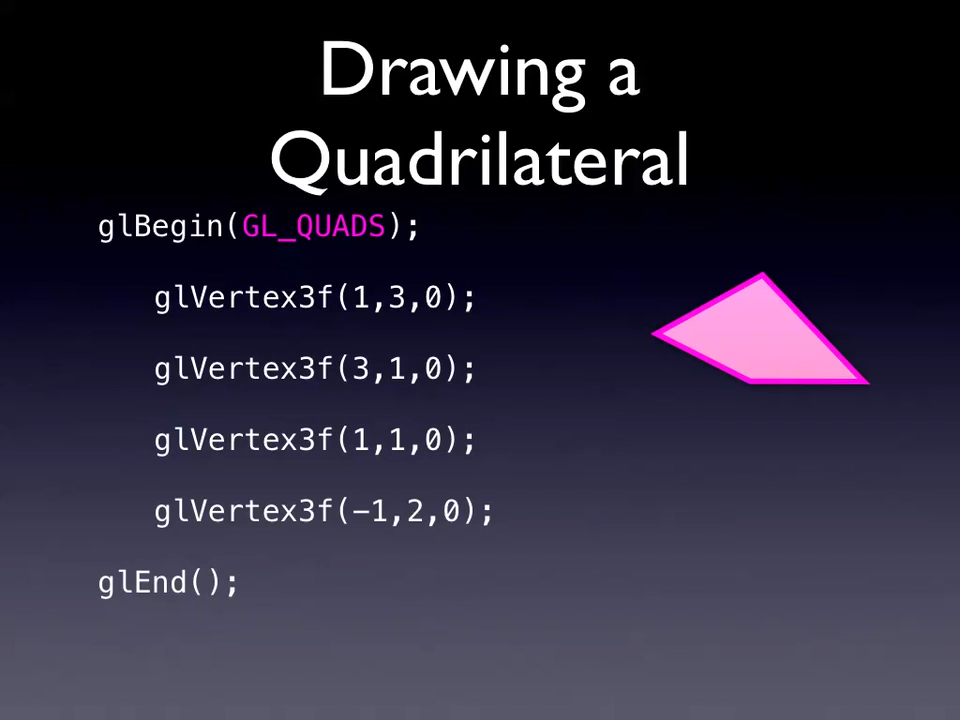 Drawing a
Quadrilateral
glBegin(GL_QUADS);
glVertex3f(1,3,0);
glVertex3f(3,1,0);
glVertex3f(1,1,0);
glVertex3f(-1,2,0);
glEnd();